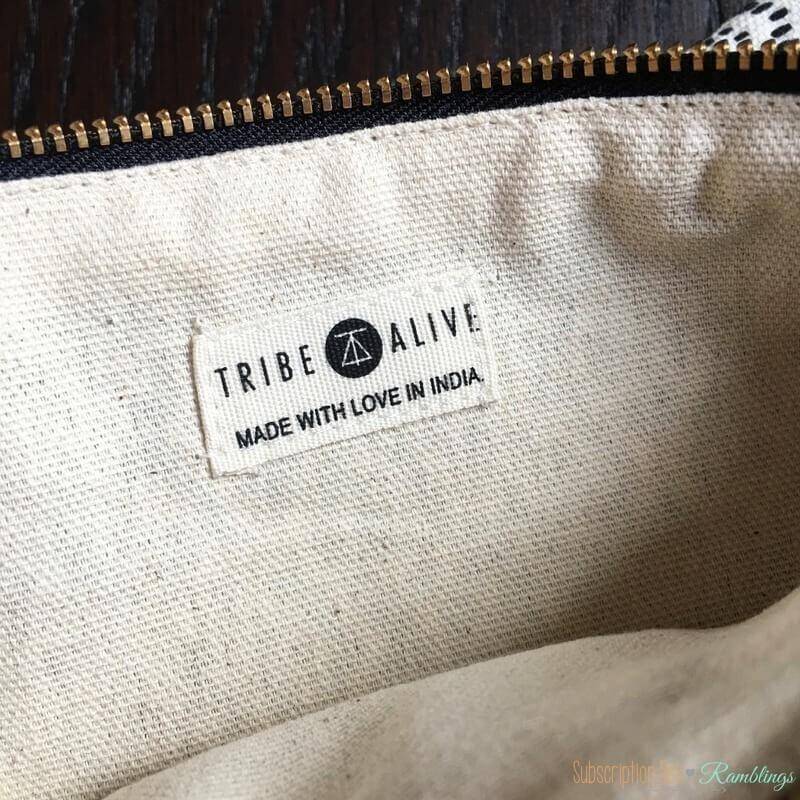 TRIBE ALIVE
MADE WITH LOVE IN INDIA.
Subscription Box ♥ Ramblings